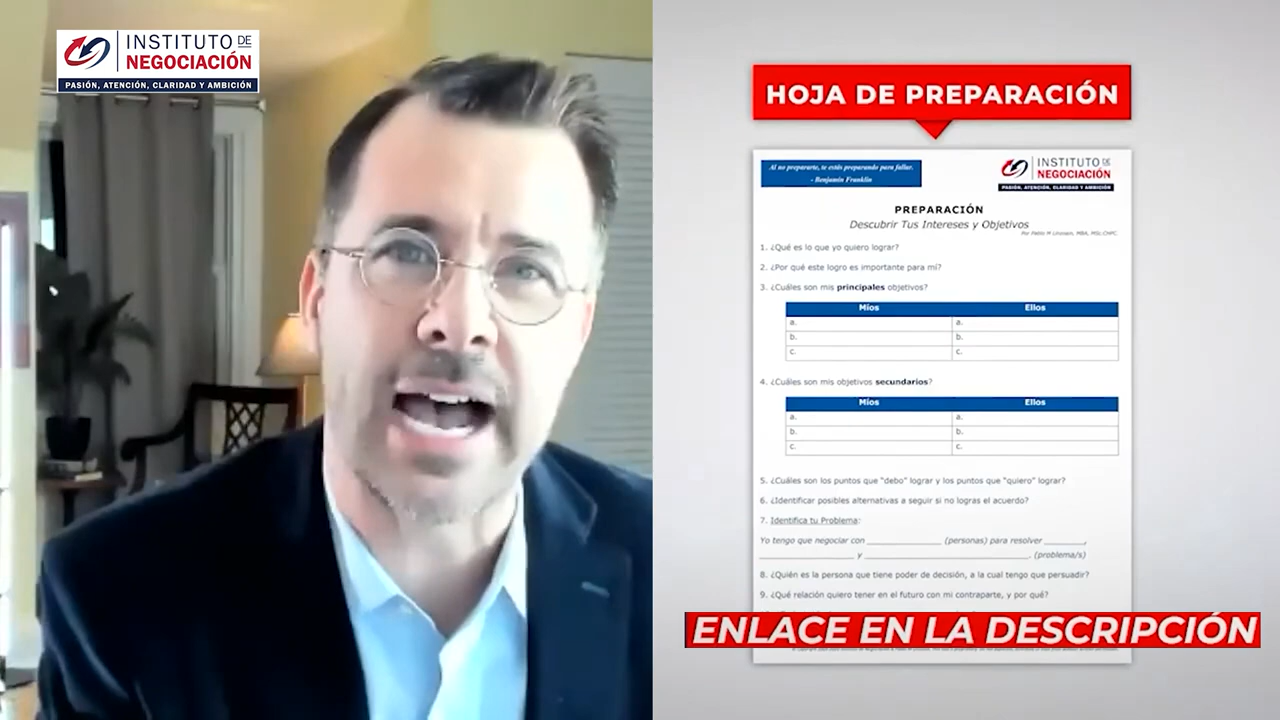 INSTITUTO DE
NEGOCIACIÓN
PASIÓN, ATENCIÓN, CLARIDAD Y AMBICIÓN
HOJA DE PREPARACIÓN
Al no prepararte, te estás preparando para fallar.
- Benjamin Franklin
INSTITUTO DE
NEGOCIACIÓN
PASIÓN, ATENCIÓN, CLARIDAD Y AMBICIÓN
PREPARACIÓN
Descubrir Tus Intereses y Objetivos
1. ¿Qué es lo que yo quiero lograr?
2. ¿Por qué este logro es importante para mí?
3. ¿Cuáles son mis principales objetivos?
Míos Ellos
a. a.
b. b.
c. c.
4. ¿Cuáles son mis objetivos secundarios?
Míos Ellos
a. a.
b. b.
c. c.
5. ¿Cuáles son los puntos que "debo" lograr y los puntos que "quiero" lograr?
6. ¿Identificar posibles alternativas a seguir si no logras el acuerdo?
7. Identifica tu Problema:
Yo tengo que negociar con ______________ (personas) para resolver ________,
__________________ y ________________________________. (problema/s)
8. ¿Quién es la persona que tiene poder de decisión, a la cual tengo que persuadir?
9. ¿Qué relación quiero tener en el futuro con mi contraparte, y por qué?
ENLACE EN LA DESCRIPCIÓN